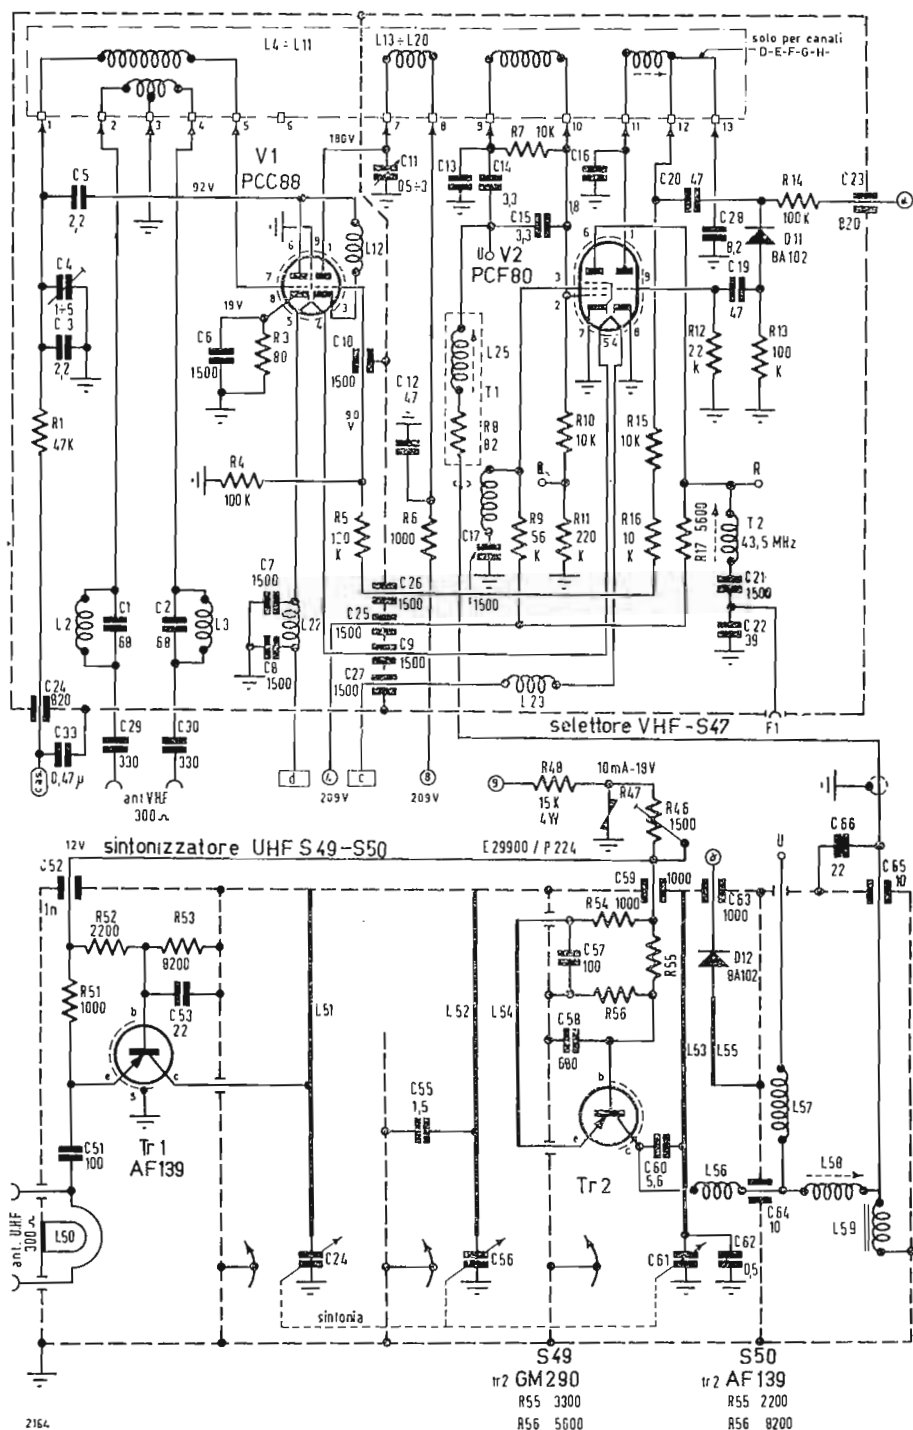 L4 ÷ L11
L13÷L20
solo per canali
D-E-F-G-H-
1
2
3
4
5
6
7
8
9
10
11
12
13
R7 10K
180V
V1
PCC88
C5
2,2
92V
C11
0,5÷3
C13
C14
3,3
C16
C15
3,3
1,8
C20
47
R14
100K
C23
820
C28
8,2
D11
BA102
L12
V2
PCF80
U
C4
1÷5
C3
2,2
19V
C6
1500
R3
80
C10
1500
L25
T1
R8
82
C19
47
R12
22
K
R13
100
K
R1
47K
90
V
C12
47
R10
10K
R15
10K
R4
100K
R
R5
R6
1000
C17
1500
R9
56
K
R11
220
K
R16
10
K
R17 5600
T2
43,5 MHz
C7
1500
C26
1500
C25
1500
C9
1500
C27
1500
C21
1500
C22
39
L2
C1
68
C2
68
L3
L22
C8
1500
L23
C24
820
C33
0,47 µ
C29
330
C30
330
selettore VHF-S47
F1
cas.
ant VHF
300 Ω
d
4
209V
c
8
209V
9
R48
15K
4W
10mA-19V
R47
R46
1500
12V
sintonizzatore UHF S49-S50
E29900 / P224
C66
22
U
C52
1n
C59
1000
C63
1000
C65
10
R52
2200
R53
8200
R54 1000
C57
100
R55
D12
BA102
R51
1000
C53
22
L51
L52
L54
R56
C58
680
L53
L55
b
e
c
s
C55
1,5
L57
C51
100
Tr1
AF139
Tr2
C60
5,6
L56
L58
C64
10
L59
ant. UHF
300 Ω
L50
C24
C56
C61
C62
0,5
sintonia
S49
tr2 GM290
R55 3300
R56 5600
S50
tr2 AF139
R55 2200
R56 8200
2164